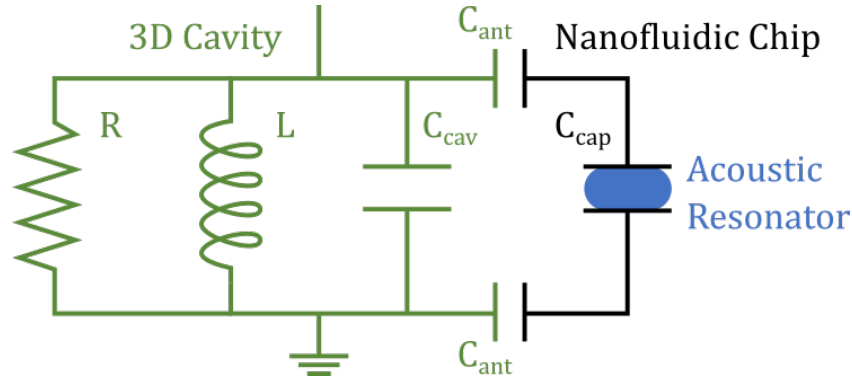 C_ant
3D Cavity
Nanofluidic Chip
R
L
C_cav
C_cap
Acoustic
Resonator
C_ant